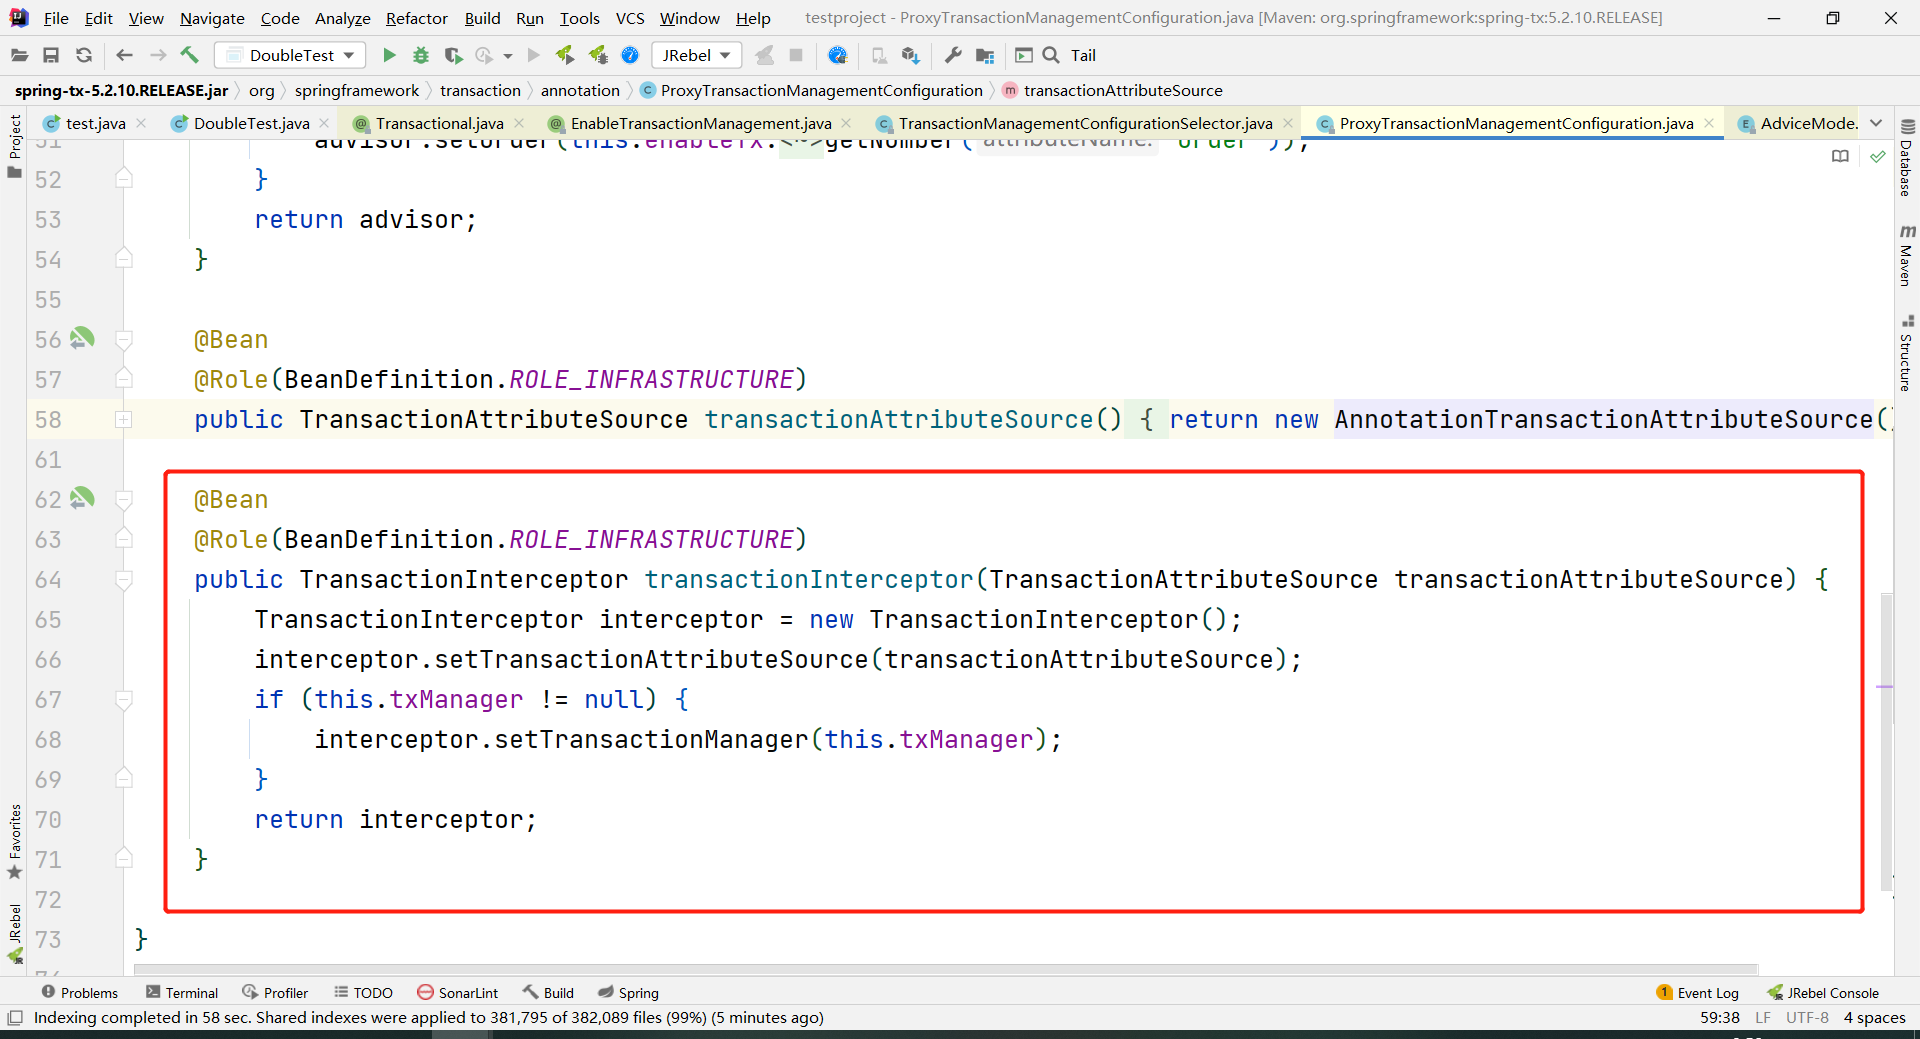 File Edit View Navigate Code Analyze Refactor Build Run Tools VCS Window Help testproject - ProxyTransactionManagementConfiguration.java [Maven: org.springframework:spring-tx:5.2.10.RELEASE]
DoubleTest JRebel Tail
spring-tx-5.2.10.RELEASE.jar org springframework transaction annotation ProxyTransactionManagementConfiguration transactionAttributeSource
test.java DoubleTest.java Transactional.java EnableTransactionManagement.java TransactionManagementConfigurationSelector.java ProxyTransactionManagementConfiguration.java AdviceMode.
51 advisor.setOrder(this.enableTx.<~>getNumber( attributeName: "order"));
52 }
53 return advisor;
54 }
55
56 @Bean
57 @Role(BeanDefinition.ROLE_INFRASTRUCTURE)
58 public TransactionAttributeSource transactionAttributeSource() { return new AnnotationTransactionAttributeSource()
61
62 @Bean
63 @Role(BeanDefinition.ROLE_INFRASTRUCTURE)
64 public TransactionInterceptor transactionInterceptor(TransactionAttributeSource transactionAttributeSource) {
65 TransactionInterceptor interceptor = new TransactionInterceptor();
66 interceptor.setTransactionAttributeSource(transactionAttributeSource);
67 if (this.txManager != null) {
68 interceptor.setTransactionManager(this.txManager);
69 }
70 return interceptor;
71 }
72
73 }
Project
Favorites
JRebel
Database
Maven
Structure
Problems Terminal Profiler TODO SonarLint Build Spring 1 Event Log JRebel Console
Indexing completed in 58 sec. Shared indexes were applied to 381,795 of 382,089 files (99%) (5 minutes ago) 59:38 LF UTF-8 4 spaces